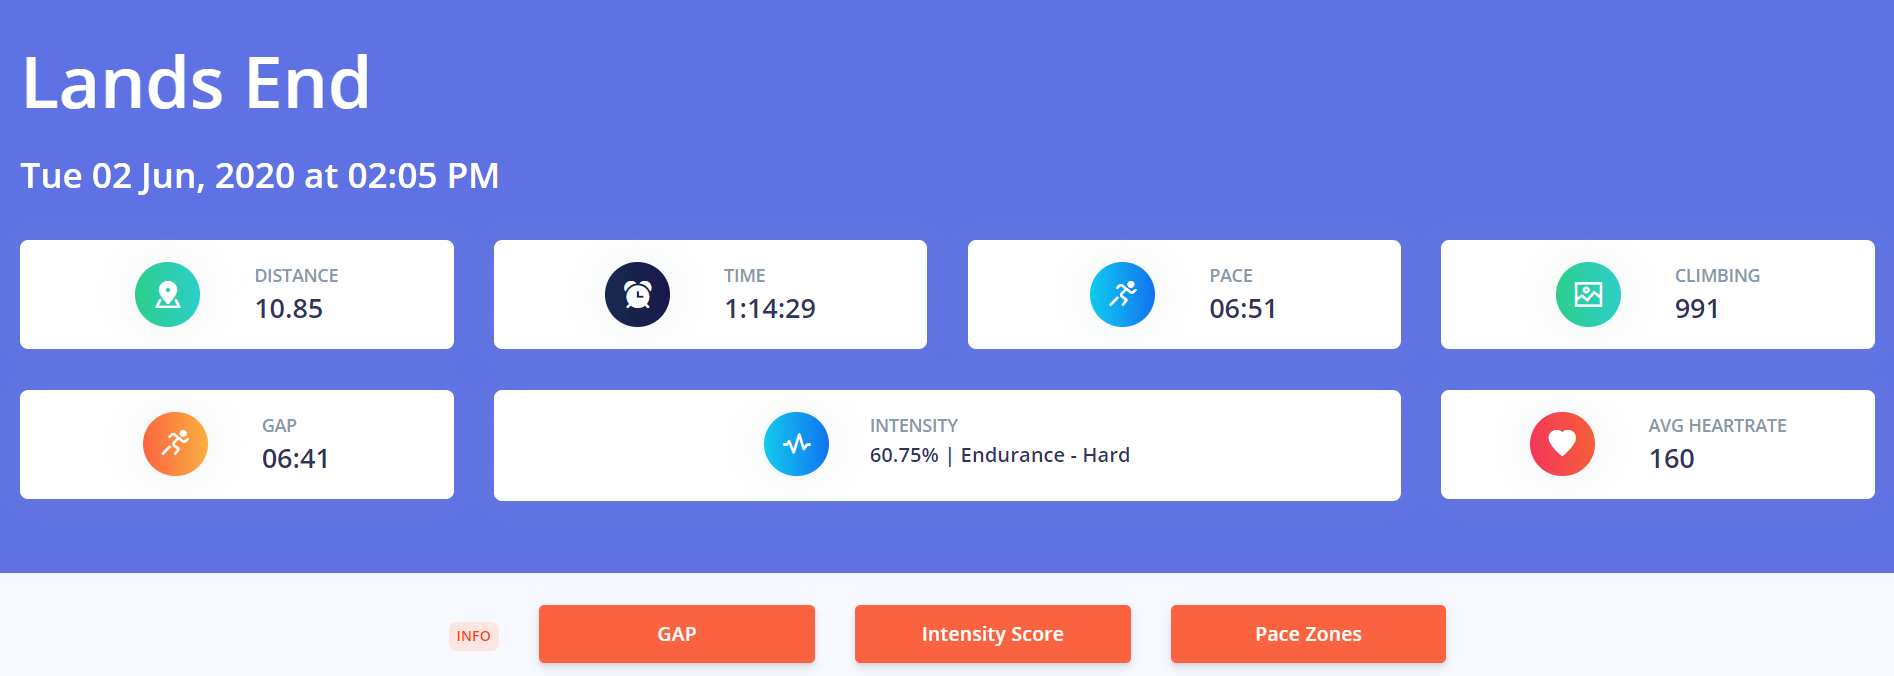 Lands End
Tue 02 Jun, 2020 at 02:05 PM
DISTANCE
10.85
TIME
1:14:29
PACE
06:51
CLIMBING
991
GAP
06:41
INTENSITY
60.75% | Endurance - Hard
AVG HEARTRATE
160
INFO
GAP
Intensity Score
Pace Zones